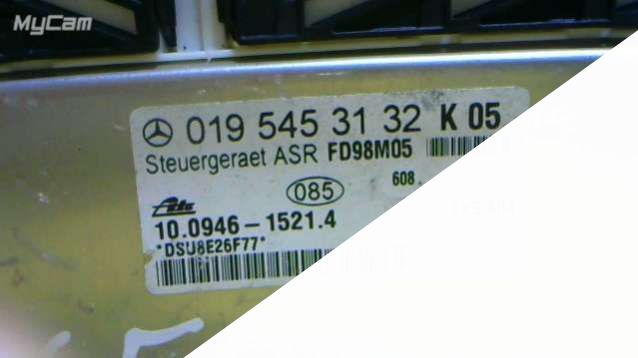 MyCam
019 545 31 32 K 05
Steuergeraet ASR FD98M05
608
085
10.0946-1521.4
*DSU8E26F77*